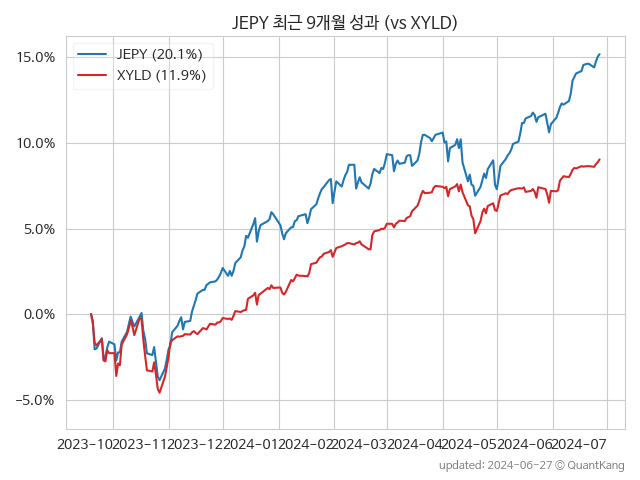 JEPY 최근 9개월 성과 (vs XYLD)
JEPY (20.1%)
XYLD (11.9%)
15.0%
10.0%
5.0%
0.0%
−5.0%
2023-10 2023-11 2023-12 2024-01 2024-02 2024-03 2024-04 2024-05 2024-06 2024-07
updated: 2024-06-27 © QuantKang